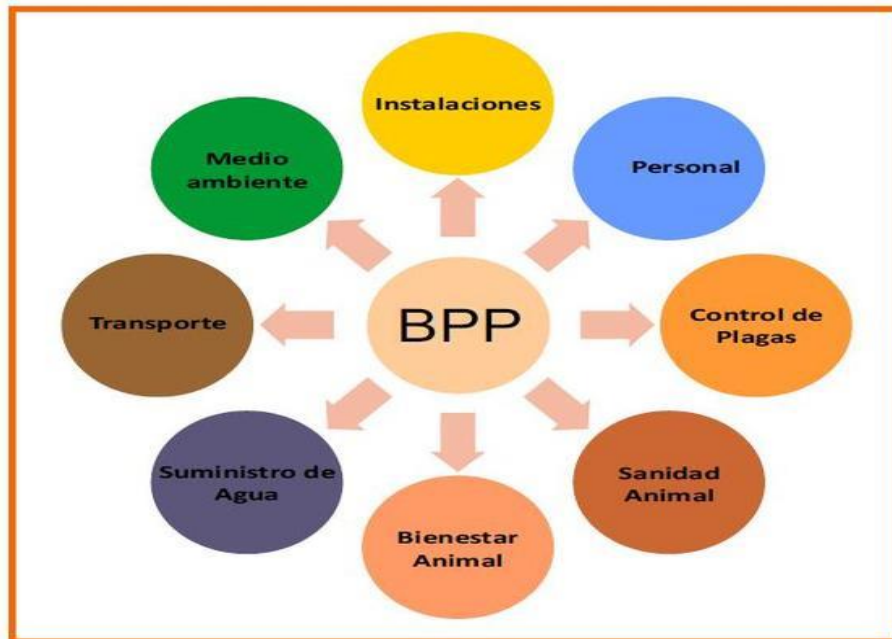 Instalaciones
Personal
Control de
Plagas
Sanidad
Animal
Bienestar
Animal
Suministro de
Agua
Transporte
Medio
ambiente
BPP